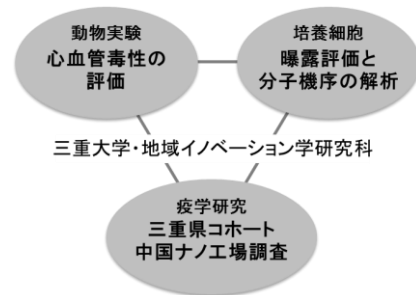 動物実験
心血管毒性の
評価
培養細胞
曝露評価と
分子機序の解析
三重大学・地域イノベーション学研究科
疫学研究
三重県コホート
中国ナノ工場調査